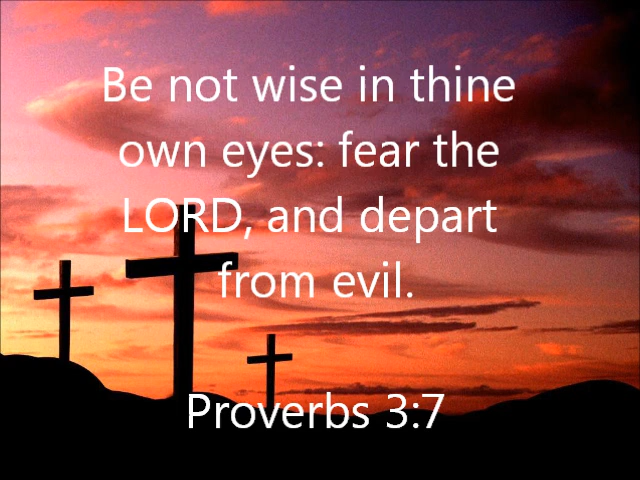 Be not wise in thine
own eyes: fear the
LORD, and depart
from evil.
Proverbs 3:7